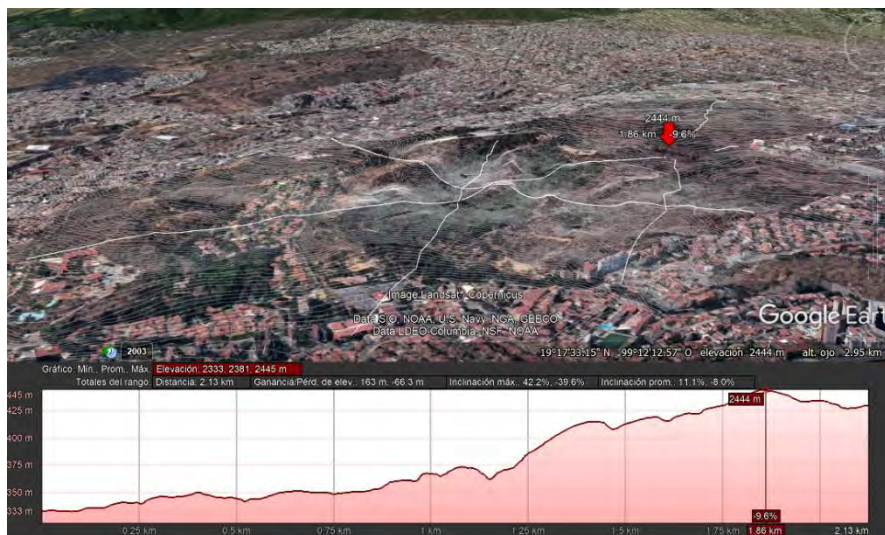 2444 m
1.86 km -9.6%
Image Landsat / Copernicus
Data SIO, NOAA, U.S. Navy, NGA, GEBCO
Data LDEO-Columbia, NSF, NOAA
Google Eart
2003
19°17'33.15" N -99°12'12.57" O elevación 2444 m alt. ojo 2.95 km
Gráfico: Mín., Prom., Máx. Elevación: 2333, 2381, 2445 m
Totales del rango: Distancia: 2.13 km Ganancia/Pérd. de elev.: 163 m, -66.3 m Inclinación máx.: 42.2%, -39.6% Inclinación prom.: 11.1%, -8.0%
445 m
2444 m
425 m
400 m
375 m
350 m
333 m
-9.6%
0.25 km 0.5 km 0.75 km 1 km 1.25 km 1.5 km 1.75 km 1.86 km 2.13 km